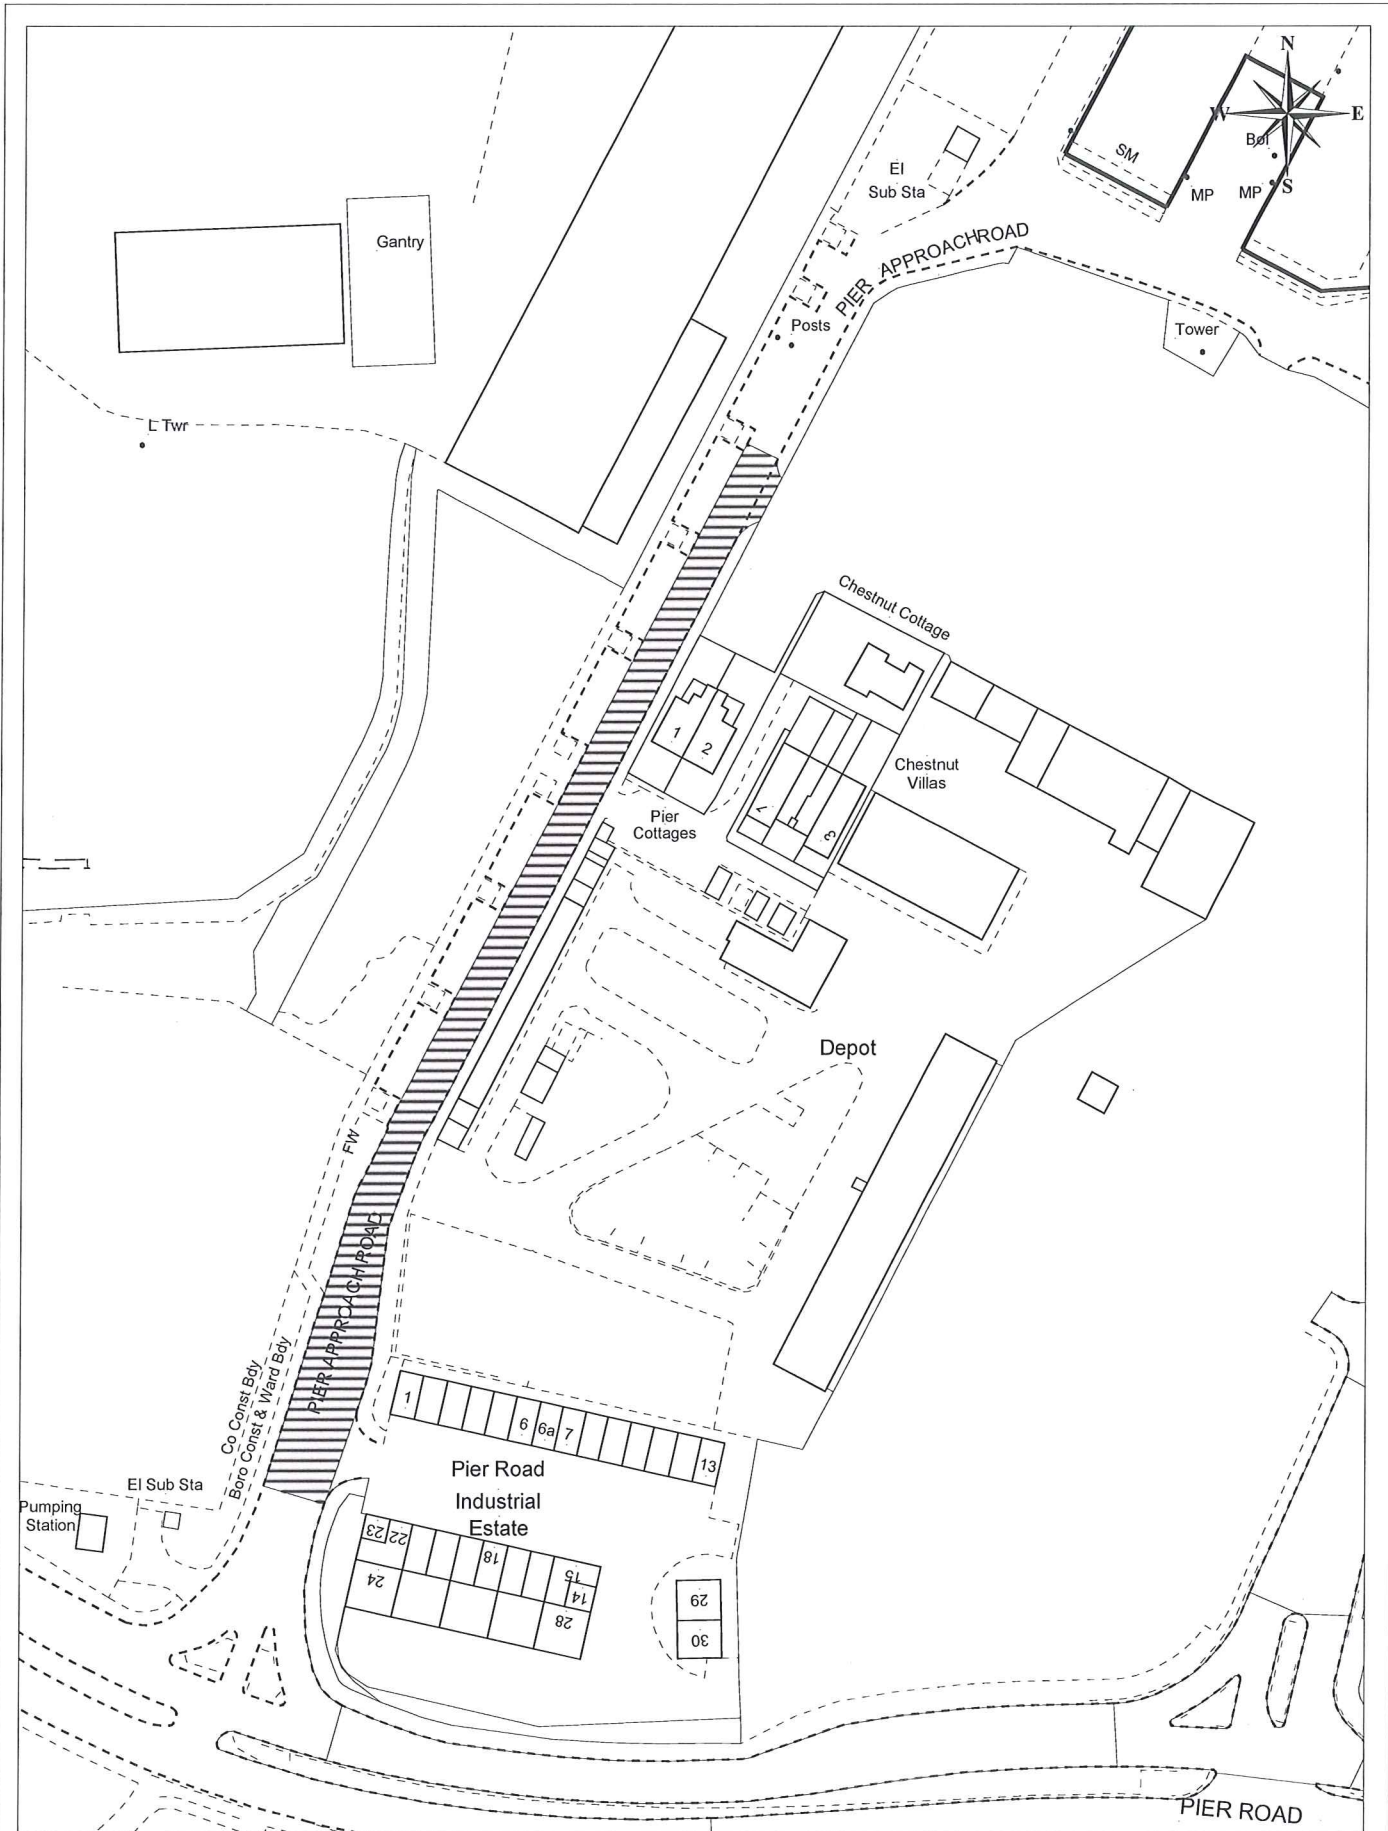 N
W
E
S
Bol
SM
MP
MP
El
Sub Sta
Gantry
PIER APPROACH ROAD
Posts
Tower
L Twr
Chestnut Cottage
1
2
Chestnut
Villas
7
3
Pier
Cottages
Depot
FW
PIER APPROACH ROAD
Co Const Bdy
Boro Const & Ward Bdy
1
6
6a
7
13
Pier Road
Industrial
Estate
El Sub Sta
Pumping
Station
23
22
18
15
14
24
28
29
30
PIER ROAD